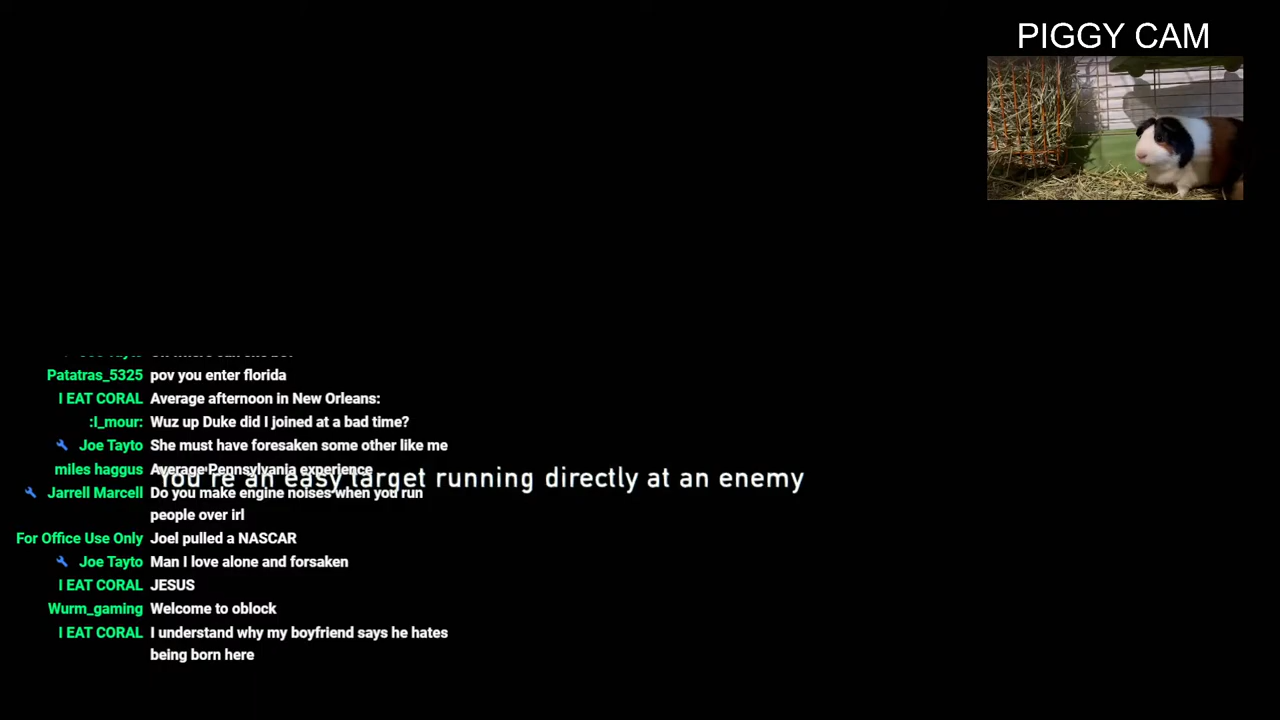 PIGGY CAM
Patatras_5325 pov you enter florida
I EAT CORAL Average afternoon in New Orleans:
:I_mour: Wuz up Duke did I joined at a bad time?
Joe Tayto She must have foresaken some other like me
miles haggus Average Pennsylvania experience
You're an easy target running directly at an enemy
Jarrell Marcell Do you make engine noises when you run
people over irl
For Office Use Only Joel pulled a NASCAR
Joe Tayto Man I love alone and forsaken
I EAT CORAL JESUS
Wurm_gaming Welcome to oblock
I EAT CORAL I understand why my boyfriend says he hates
being born here